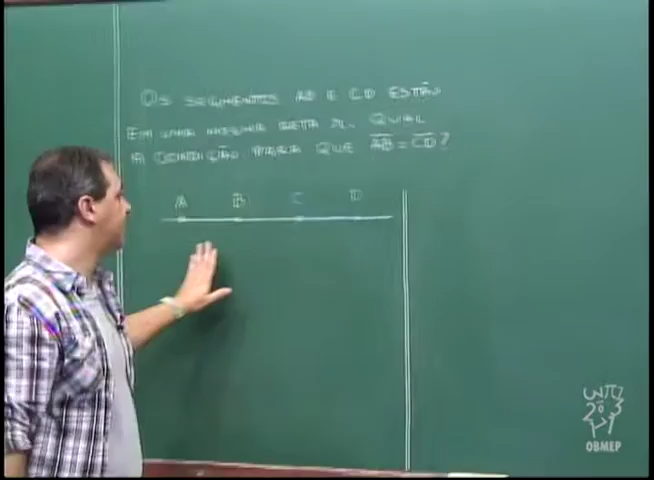 OS SEGMENTOS AB E CD ESTÃO
EM UMA MESMA RETA r. QUAL
A CONDIÇÃO PARA QUE AB = CD?
A B C D
OBMEP